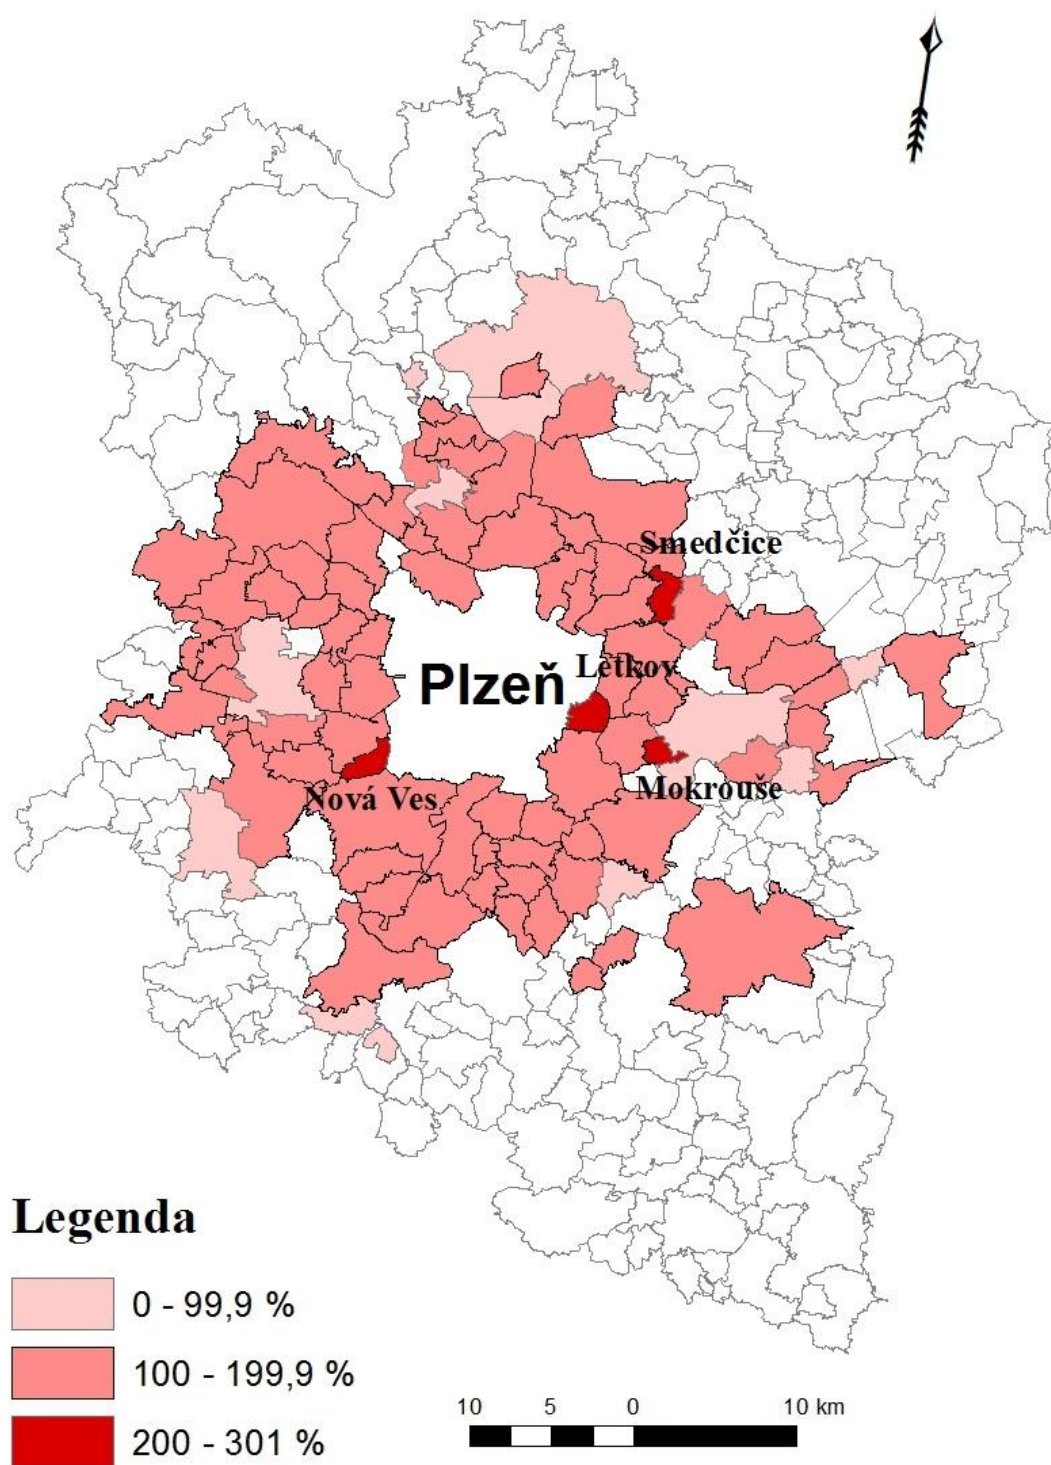 Smedčice
Letkov
Plzeň
Mokrouše
Nová Ves
Legenda
0 - 99,9 %
100 - 199,9 %
200 - 301 %
10 5 0 10 km